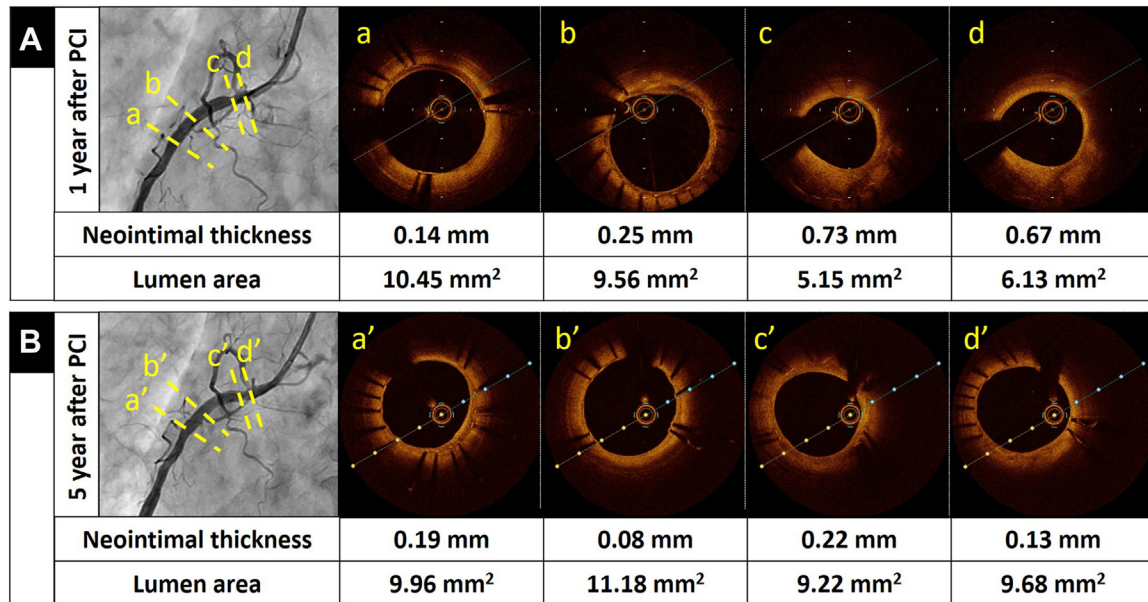 A
1 year after PCI
a
b
c
d
a
b
c
d
Neointimal thickness
0.14 mm
0.25 mm
0.73 mm
0.67 mm
Lumen area
10.45 mm²
9.56 mm²
5.15 mm²
6.13 mm²
B
5 year after PCI
a’
b’
c’
d’
a’
b’
c’
d’
Neointimal thickness
0.19 mm
0.08 mm
0.22 mm
0.13 mm
Lumen area
9.96 mm²
11.18 mm²
9.22 mm²
9.68 mm²